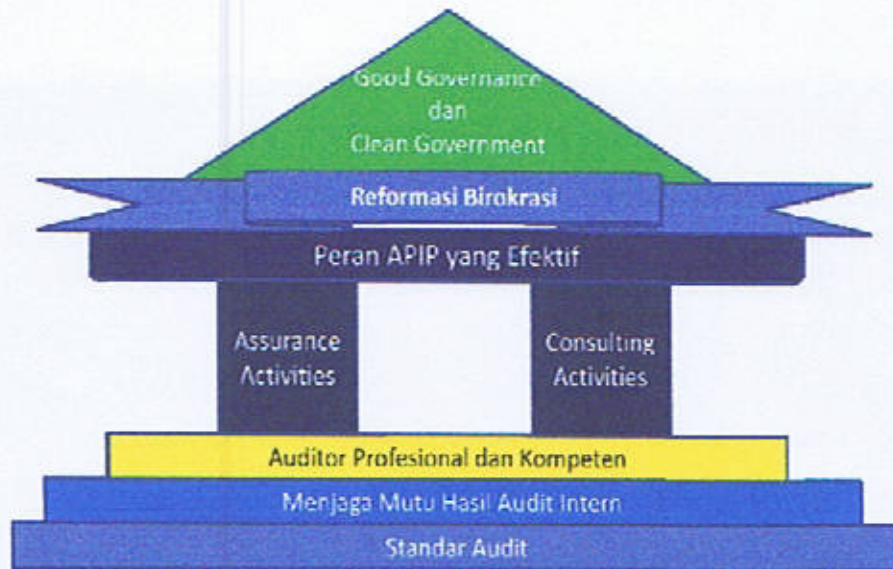 Good Governance
dan
Clean Government
Reformasi Birokrasi
Peran APIP yang Efektif
Assurance
Activities
Consulting
Activities
Auditor Profesional dan Kompeten
Menjaga Mutu Hasil Audit Intern
Standar Audit